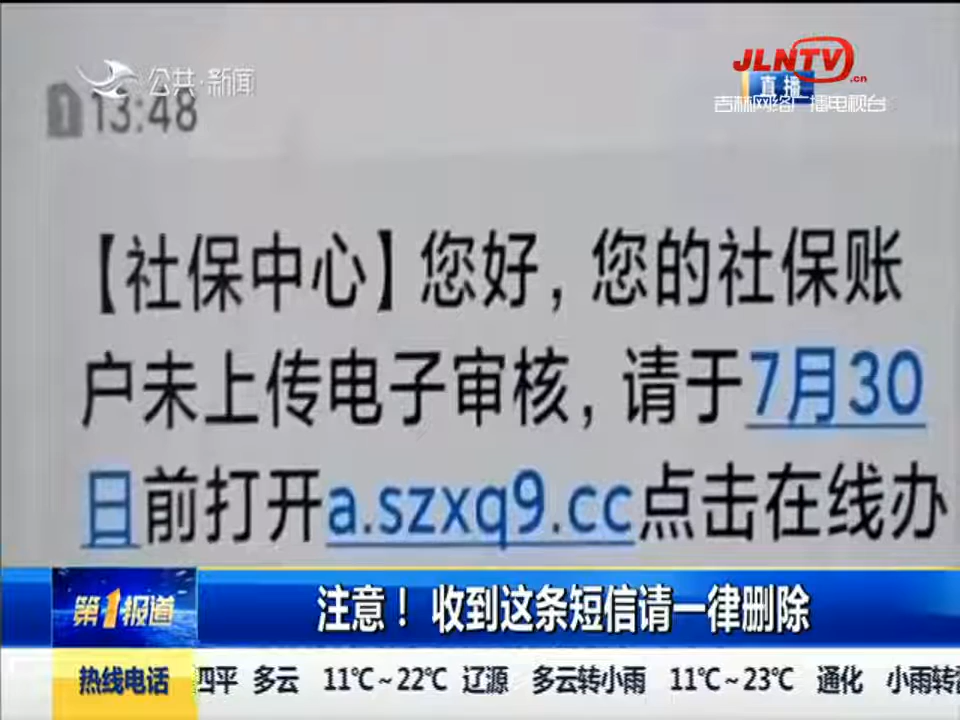 公共·新闻
JLNTV.cn
直播
吉林网络广播电视台
13:48
【社保中心】您好，您的社保账
户未上传电子审核，请于7月30
日前打开a.szxq9.cc点击在线办
第1报道
注意！收到这条短信请一律删除
热线电话
四平 多云 11℃～22℃ 辽源 多云转小雨 11℃～23℃ 通化 小雨转